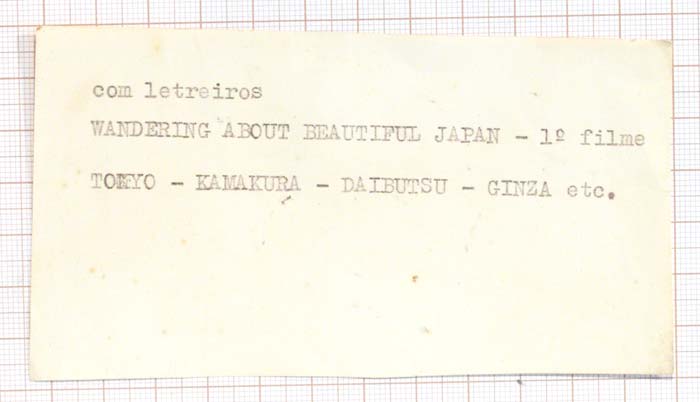 com letreiros
WANDERING ABOUT BEAUTIFUL JAPAN - 1º filme
TOKYO - KAMAKURA - DAIBUTSU - GINZA etc.